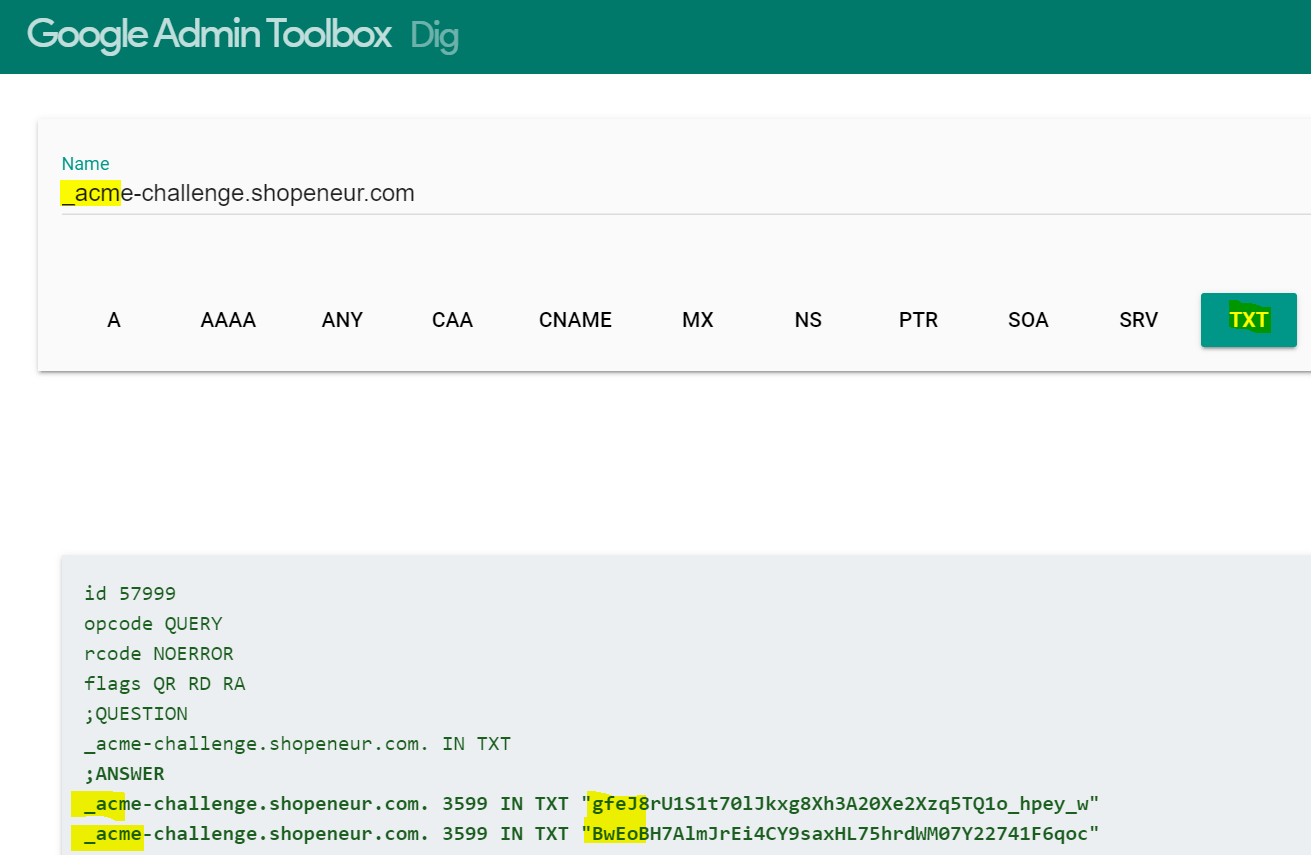 Google Admin Toolbox Dig
Name
_acme-challenge.shopeneur.com
A AAAA ANY CAA CNAME MX NS PTR SOA SRV TXT
id 57999
opcode QUERY
rcode NOERROR
flags QR RD RA
;QUESTION
_acme-challenge.shopeneur.com. IN TXT
;ANSWER
_acme-challenge.shopeneur.com. 3599 IN TXT "gfeJ8rU1S1t70lJkxg8Xh3A20Xe2Xzq5TQ1o_hpey_w"
_acme-challenge.shopeneur.com. 3599 IN TXT "BwEoBH7AlmJrEi4CY9saxHL75hrdWM07Y22741F6qoc"